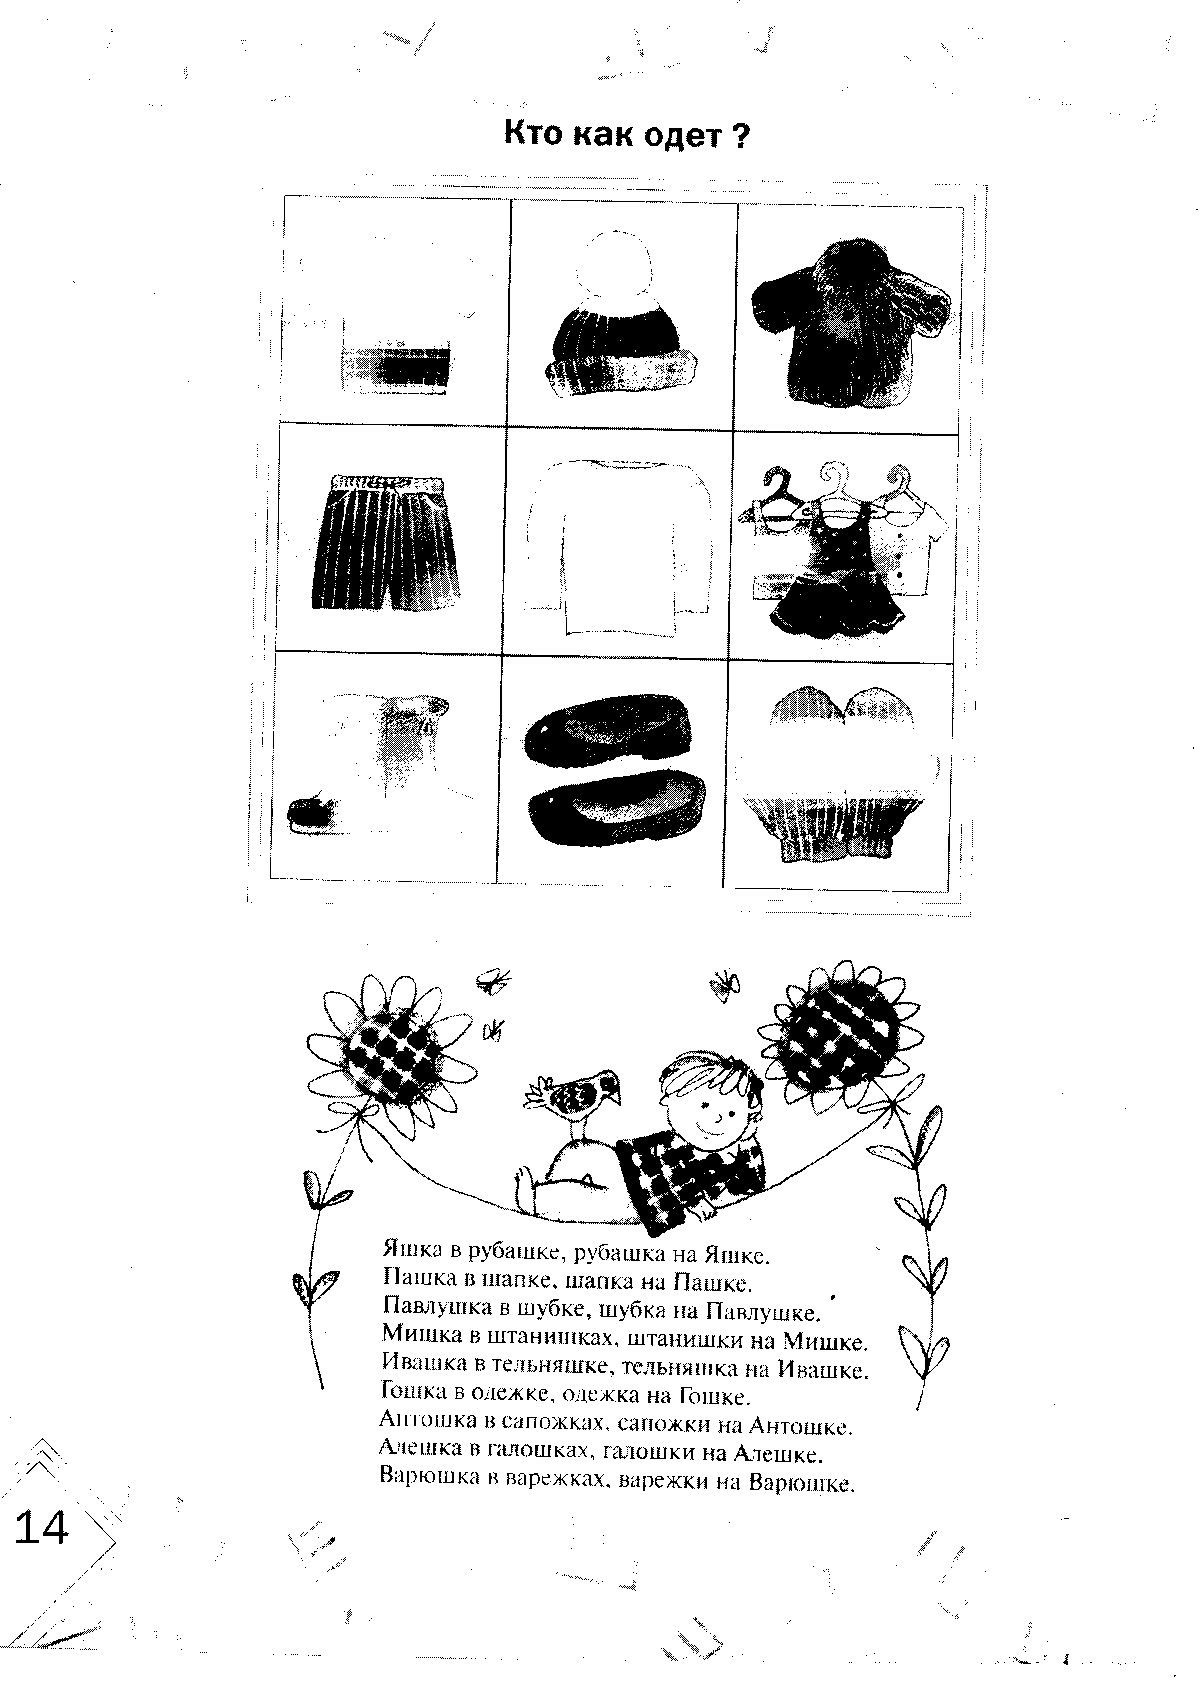 Кто как одет ?
Яшка в рубашке, рубашка на Яшке.
Пашка в шапке, шапка на Пашке.
Павлушка в шубке, шубка на Павлушке.
Мишка в штанишках, штанишки на Мишке.
Ивашка в тельняшке, тельняшка на Ивашке.
Гошка в одежке, одежка на Гошке.
Антошка в сапожках, сапожки на Антошке.
Алешка в галошках, галошки на Алешке.
Варюшка в варежках, варежки на Варюшке.
14